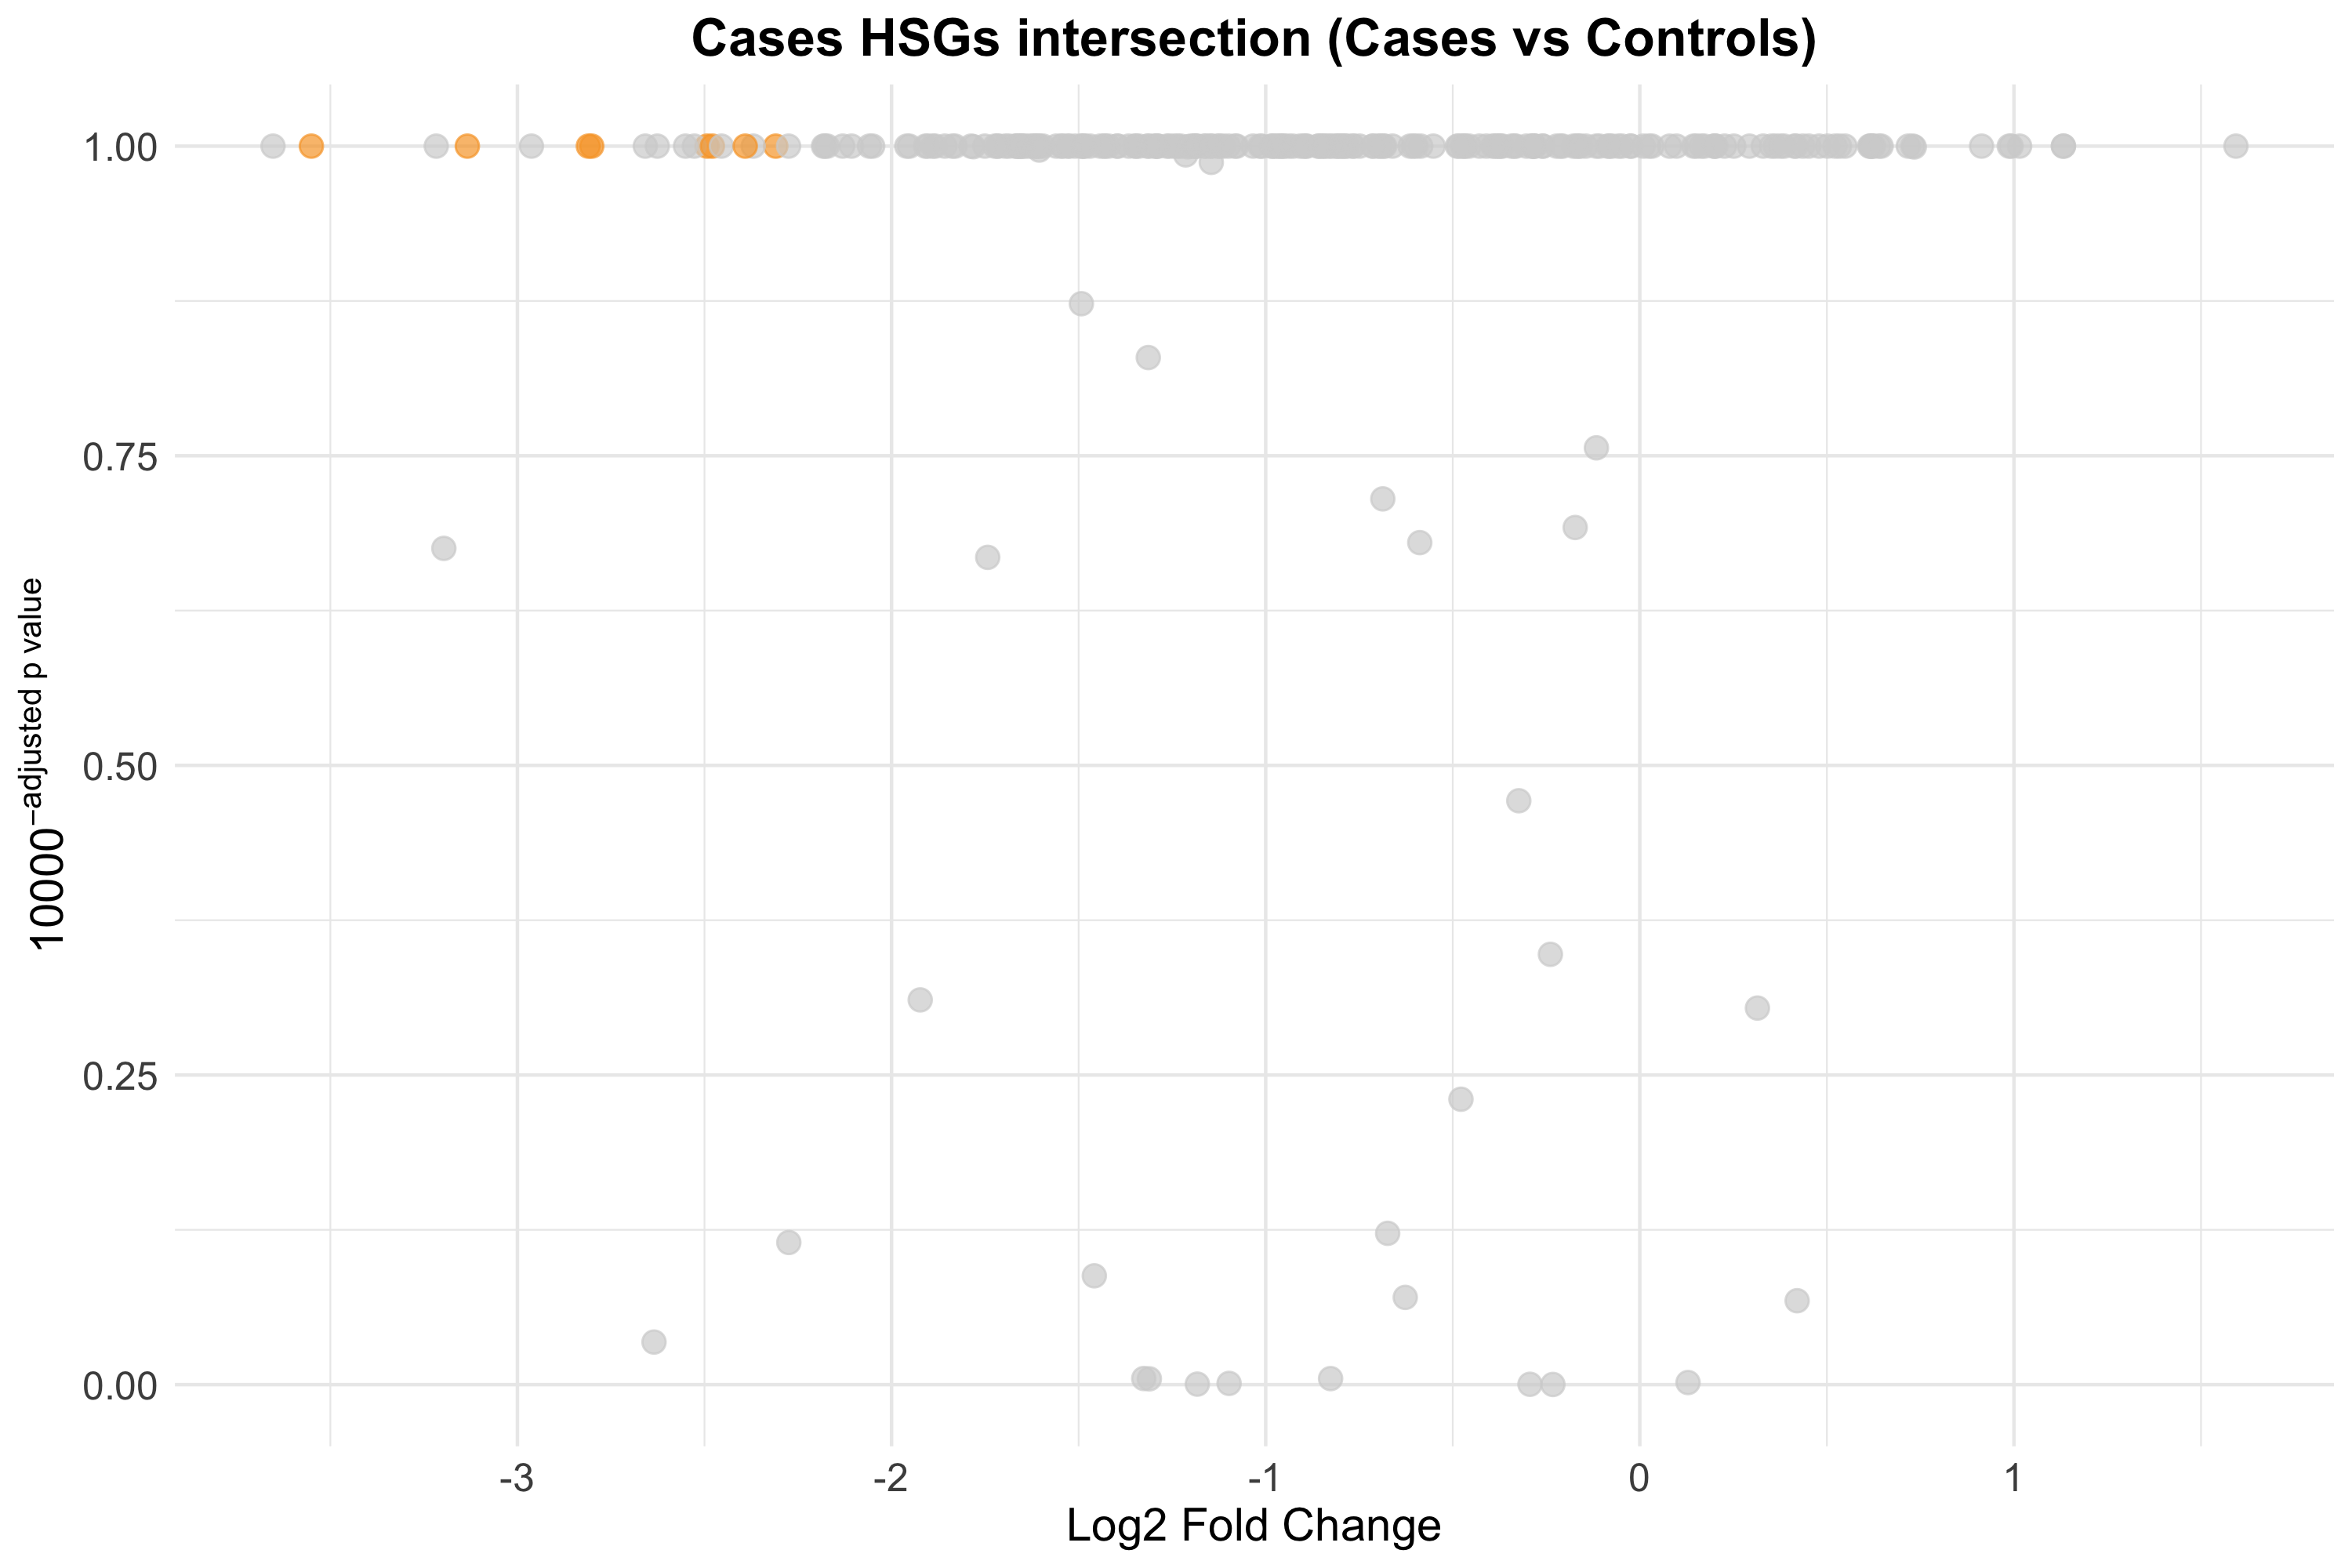 Cases HSGs intersection (Cases vs Controls)
10000^−adjusted p value
1.00
0.75
0.50
0.25
0.00
-3 -2 -1 0 1
Log2 Fold Change